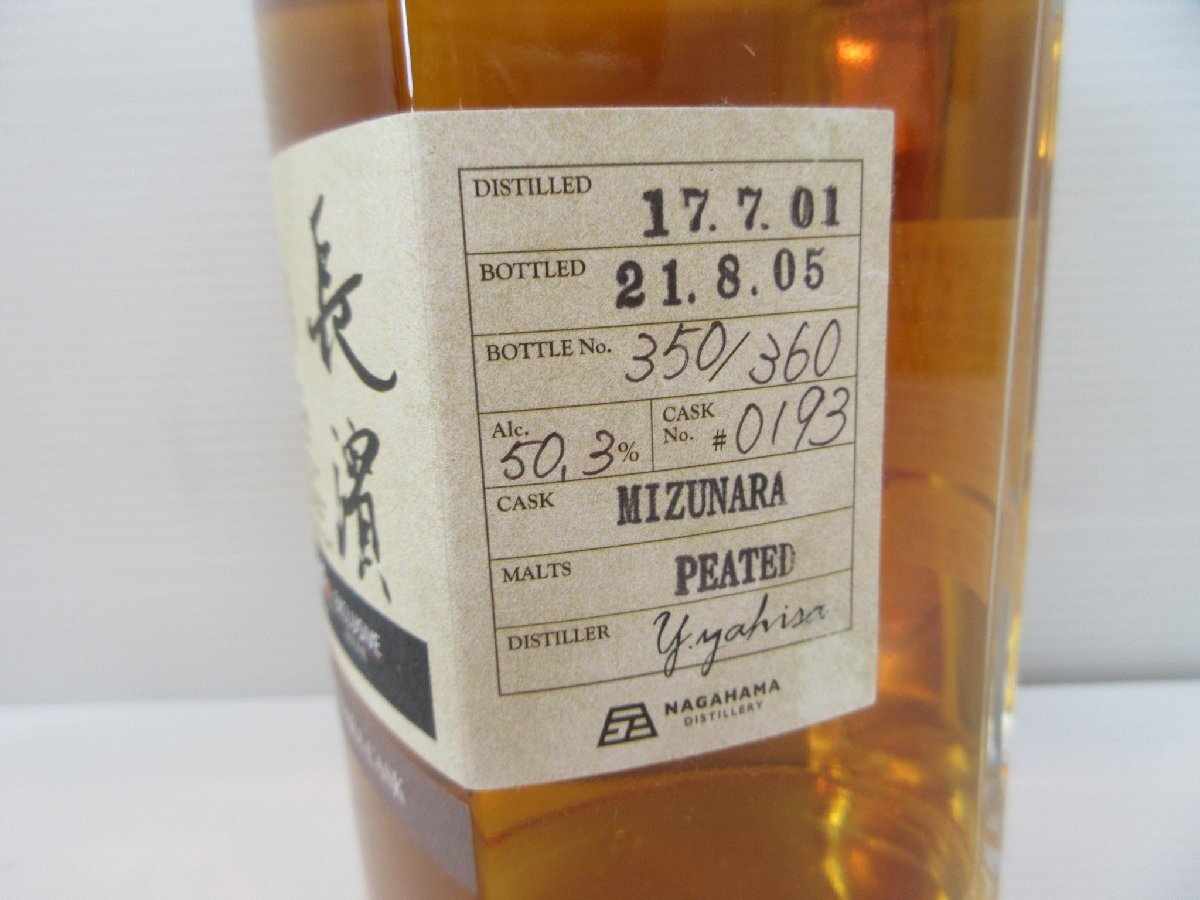 長濱
DISTILLED 17.7.01
BOTTLED 21.8.05
BOTTLE No. 350/360
Alc. 50,3% CASK No. #0193
CASK MIZUNARA
MALTS PEATED
DISTILLER Y.yahisa
NAGAHAMA
DISTILLERY